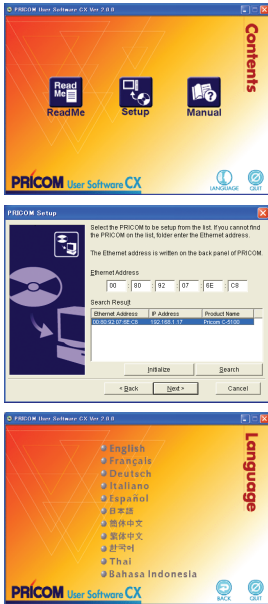 PRICOM User Software CX Ver 2.0.0
Contents
Read Me
ReadMe
Setup
Manual
PRICOM User Software CX
LANGUAGE
QUIT
PRICOM Setup
Select the PRICOM to be setup from the list. If you cannot find
the PRICOM on the list, folder enter the Ethernet address.
The Ethernet address is written on the back panel of PRICOM.
Ethernet Address
00 : 80 : 92 : 07 : 6E : C8
Search Result
Ethernet Address IP Address Product Name
00:80:92:07:6E:C8 192.168.1.17 Pricom C-5100
Initialize Search
< Back Next > Cancel
PRICOM User Software CX Ver 2.0.0
Language
English
Français
Deutsch
Italiano
Español
日本語
简体中文
繁体中文
한국어
Thai
Bahasa Indonesia
PRICOM User Software CX
BACK
QUIT